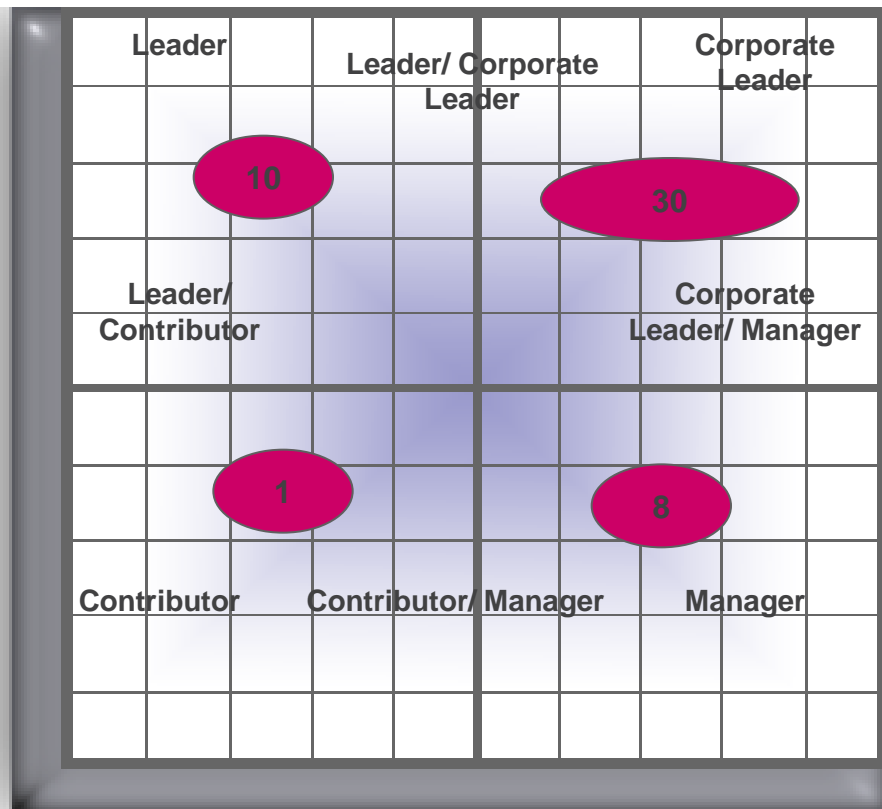 Leader
Leader/ Corporate
Leader
Corporate
Leader
10
30
Leader/
Contributor
Corporate
Leader/ Manager
1
8
Contributor
Contributor/ Manager
Manager